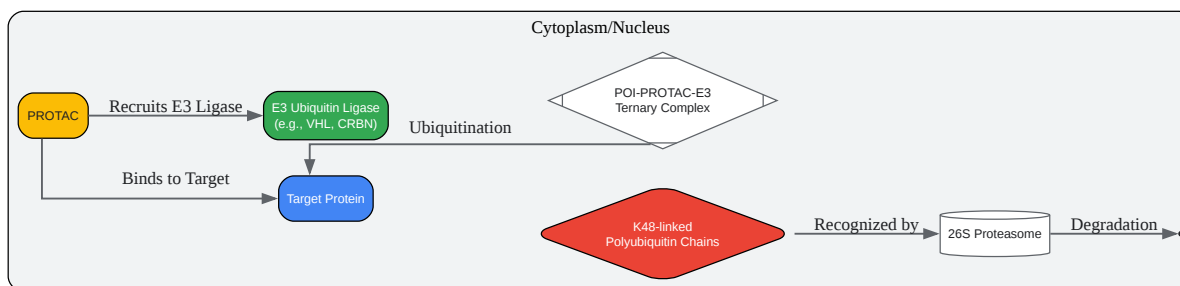 Cytoplasm/Nucleus
PROTAC
Recruits E3 Ligase
E3 Ubiquitin Ligase
(e.g., VHL, CRBN)
Ubiquitination
POI-PROTAC-E3
Ternary Complex
Binds to Target
Target Protein
K48-linked
Polyubiquitin Chains
Recognized by
26S Proteasome
Degradation